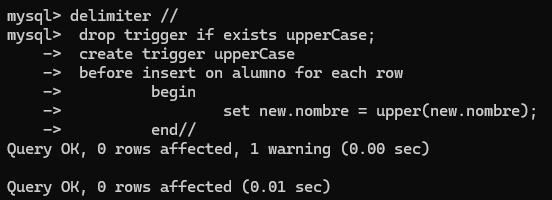 mysql> delimiter //
mysql>  drop trigger if exists upperCase;
    ->  create trigger upperCase
    ->  before insert on alumno for each row
    ->          begin
    ->                  set new.nombre = upper(new.nombre);
    ->          end//
Query OK, 0 rows affected, 1 warning (0.00 sec)

Query OK, 0 rows affected (0.01 sec)